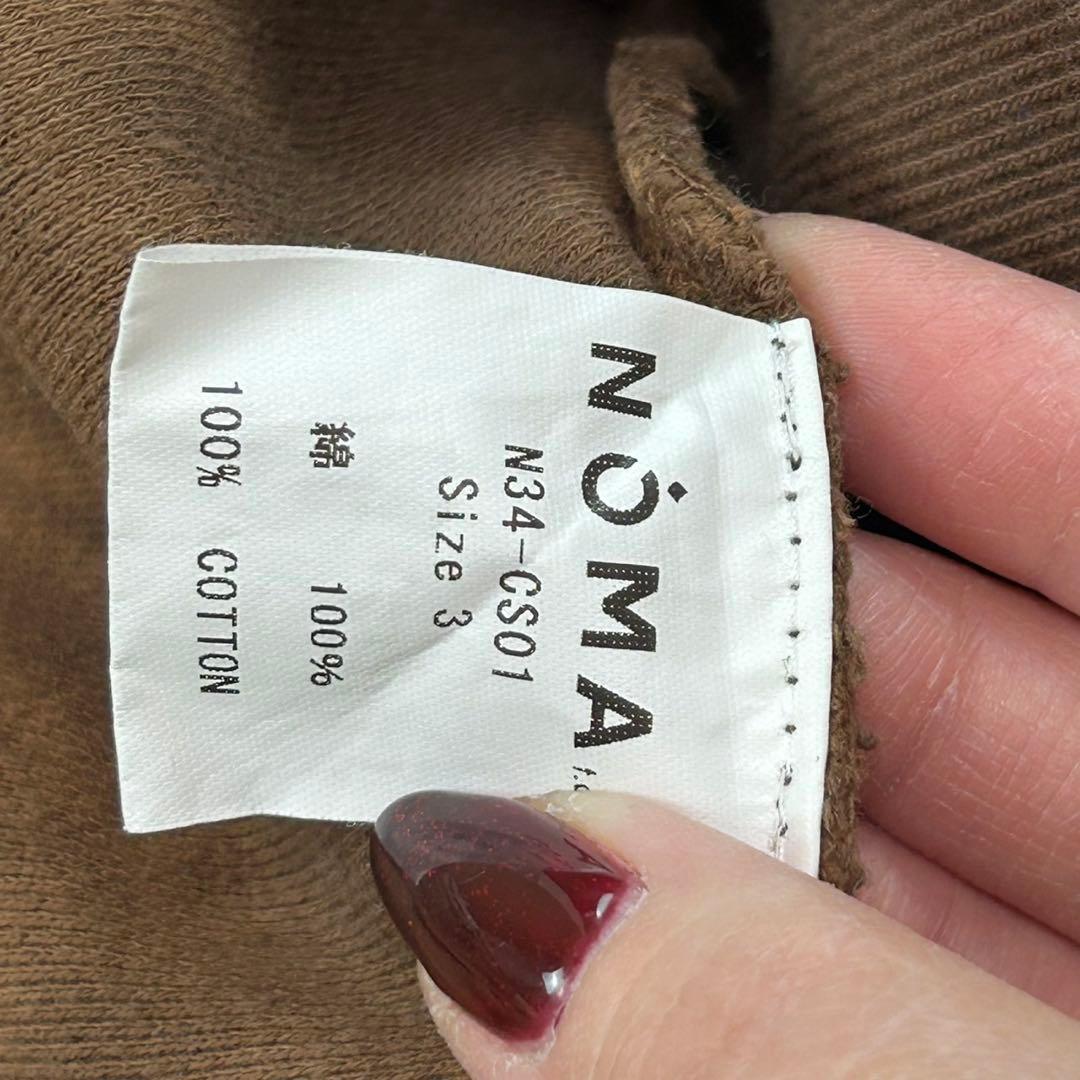 NOMA
N34-CS01
Size 3
綿 100%
100% COTTON